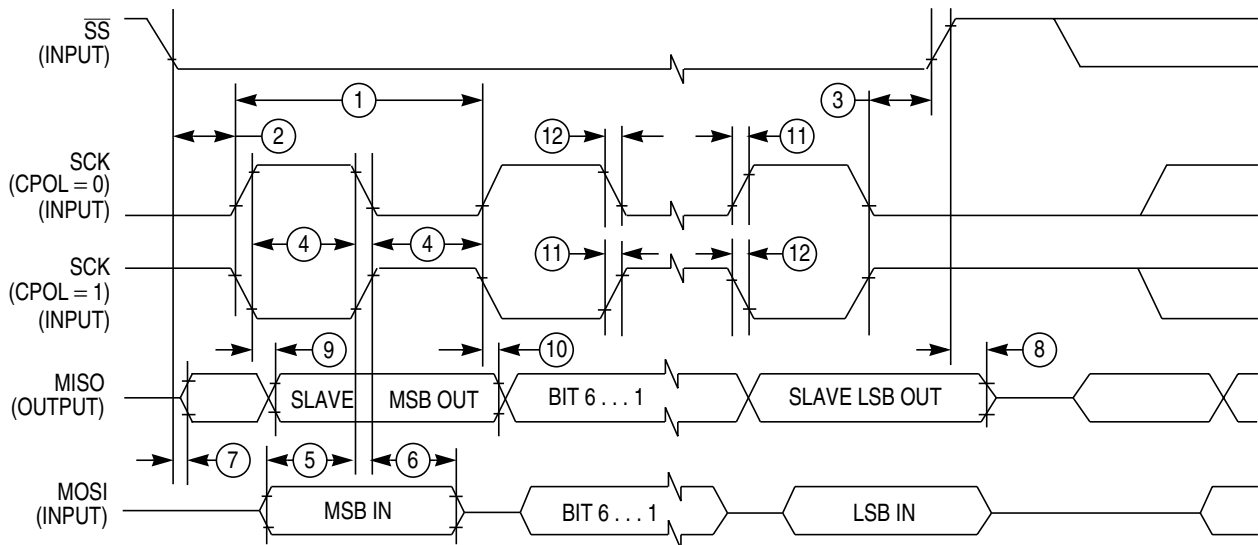 SS
(INPUT)
1
3
2
12
11
SCK
(CPOL = 0)
(INPUT)
4
4
11
12
SCK
(CPOL = 1)
(INPUT)
9
10
8
MISO
(OUTPUT)
SLAVE
MSB OUT
BIT 6 . . . 1
SLAVE LSB OUT
7
5
6
MOSI
(INPUT)
MSB IN
BIT 6 . . . 1
LSB IN